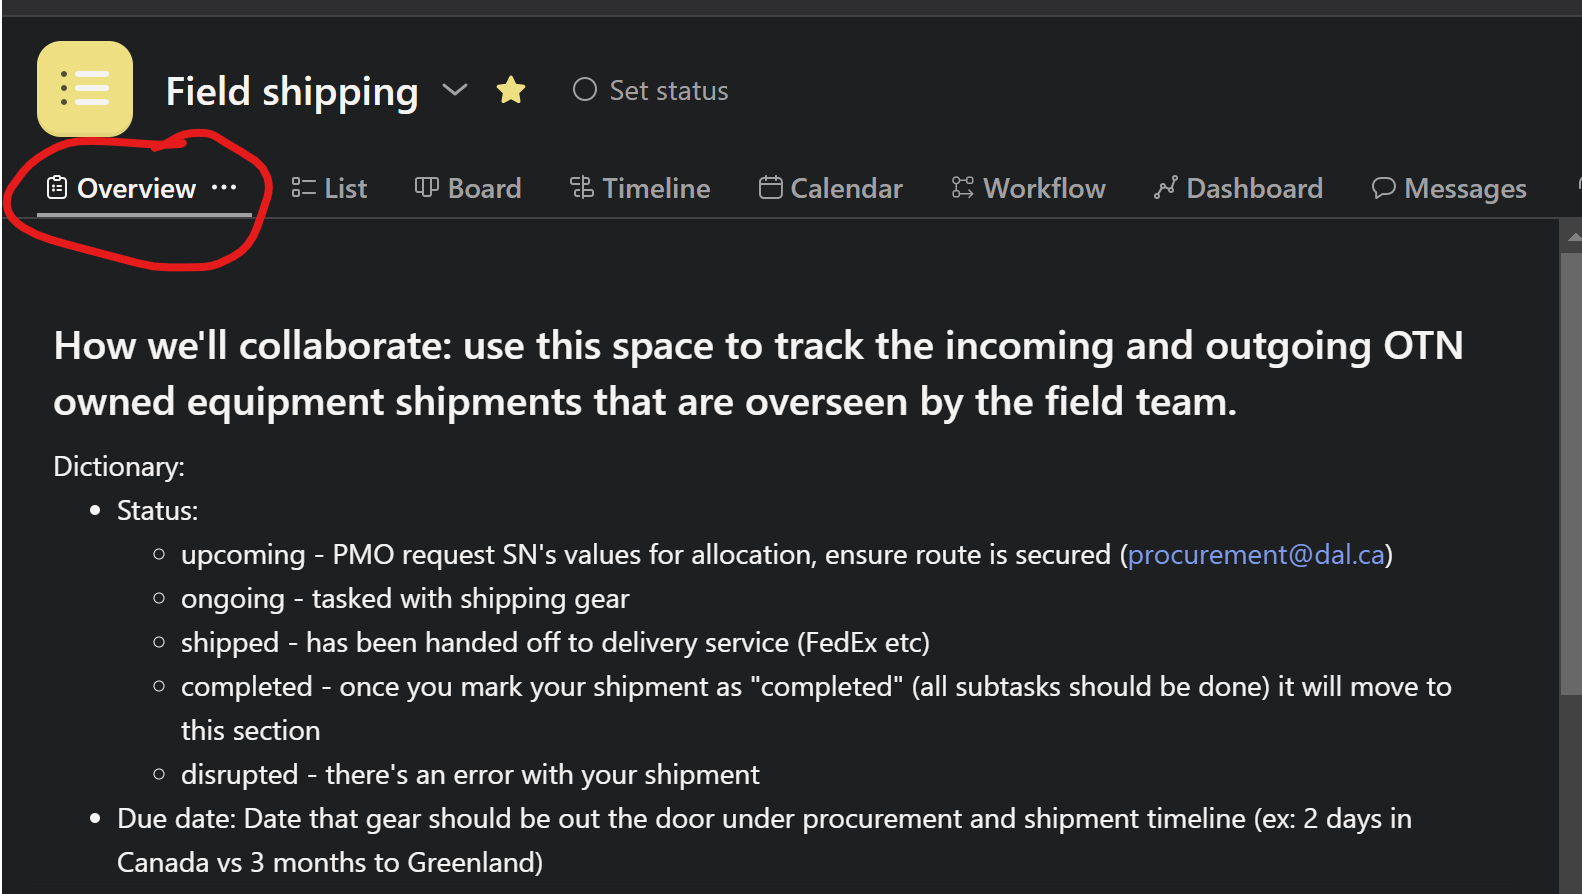 Field shipping
Set status
Overview ...
List
Board
Timeline
Calendar
Workflow
Dashboard
Messages
How we'll collaborate: use this space to track the incoming and outgoing OTN
owned equipment shipments that are overseen by the field team.
Dictionary:
Status:
upcoming - PMO request SN's values for allocation, ensure route is secured (procurement@dal.ca)
ongoing - tasked with shipping gear
shipped - has been handed off to delivery service (FedEx etc)
completed - once you mark your shipment as "completed" (all subtasks should be done) it will move to
this section
disrupted - there's an error with your shipment
Due date: Date that gear should be out the door under procurement and shipment timeline (ex: 2 days in
Canada vs 3 months to Greenland)